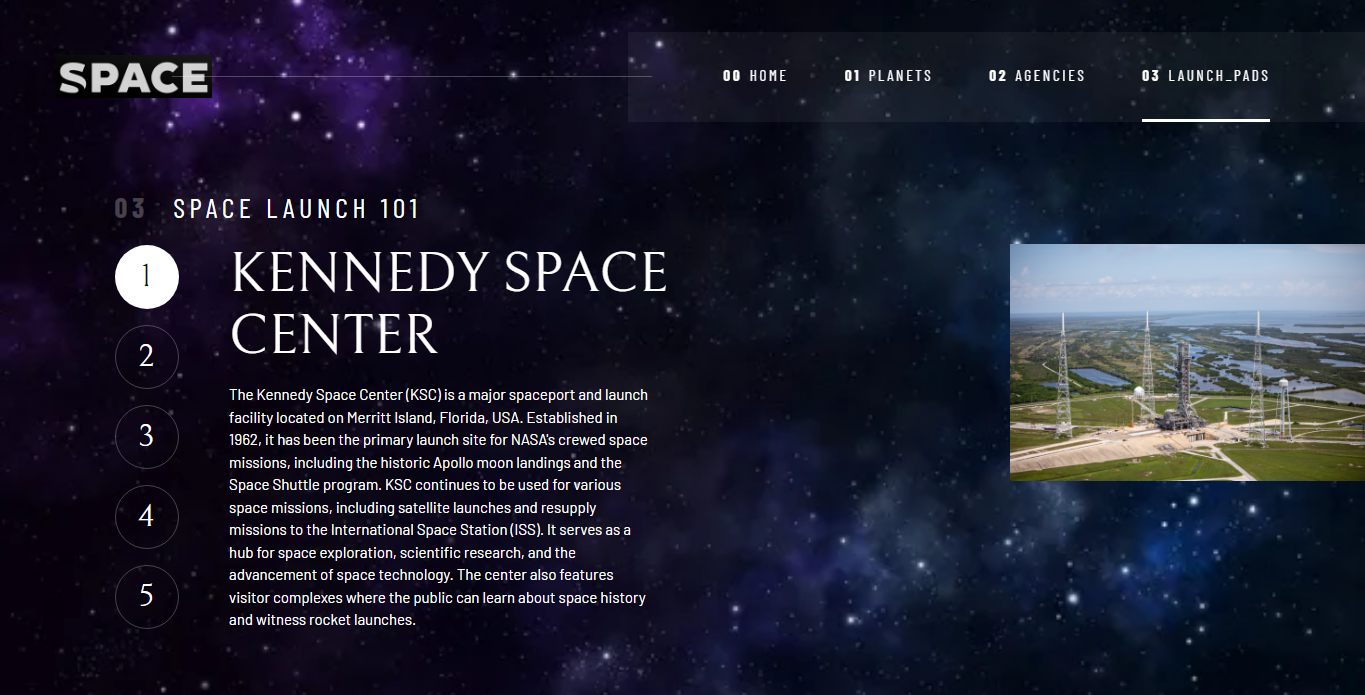 SPACE
00 HOME
01 PLANETS
02 AGENCIES
03 LAUNCH_PADS
03 SPACE LAUNCH 101
1
2
3
4
5
KENNEDY SPACE
CENTER
The Kennedy Space Center (KSC) is a major spaceport and launch
facility located on Merritt Island, Florida, USA. Established in
1962, it has been the primary launch site for NASA's crewed space
missions, including the historic Apollo moon landings and the
Space Shuttle program. KSC continues to be used for various
space missions, including satellite launches and resupply
missions to the International Space Station (ISS). It serves as a
hub for space exploration, scientific research, and the
advancement of space technology. The center also features
visitor complexes where the public can learn about space history
and witness rocket launches.